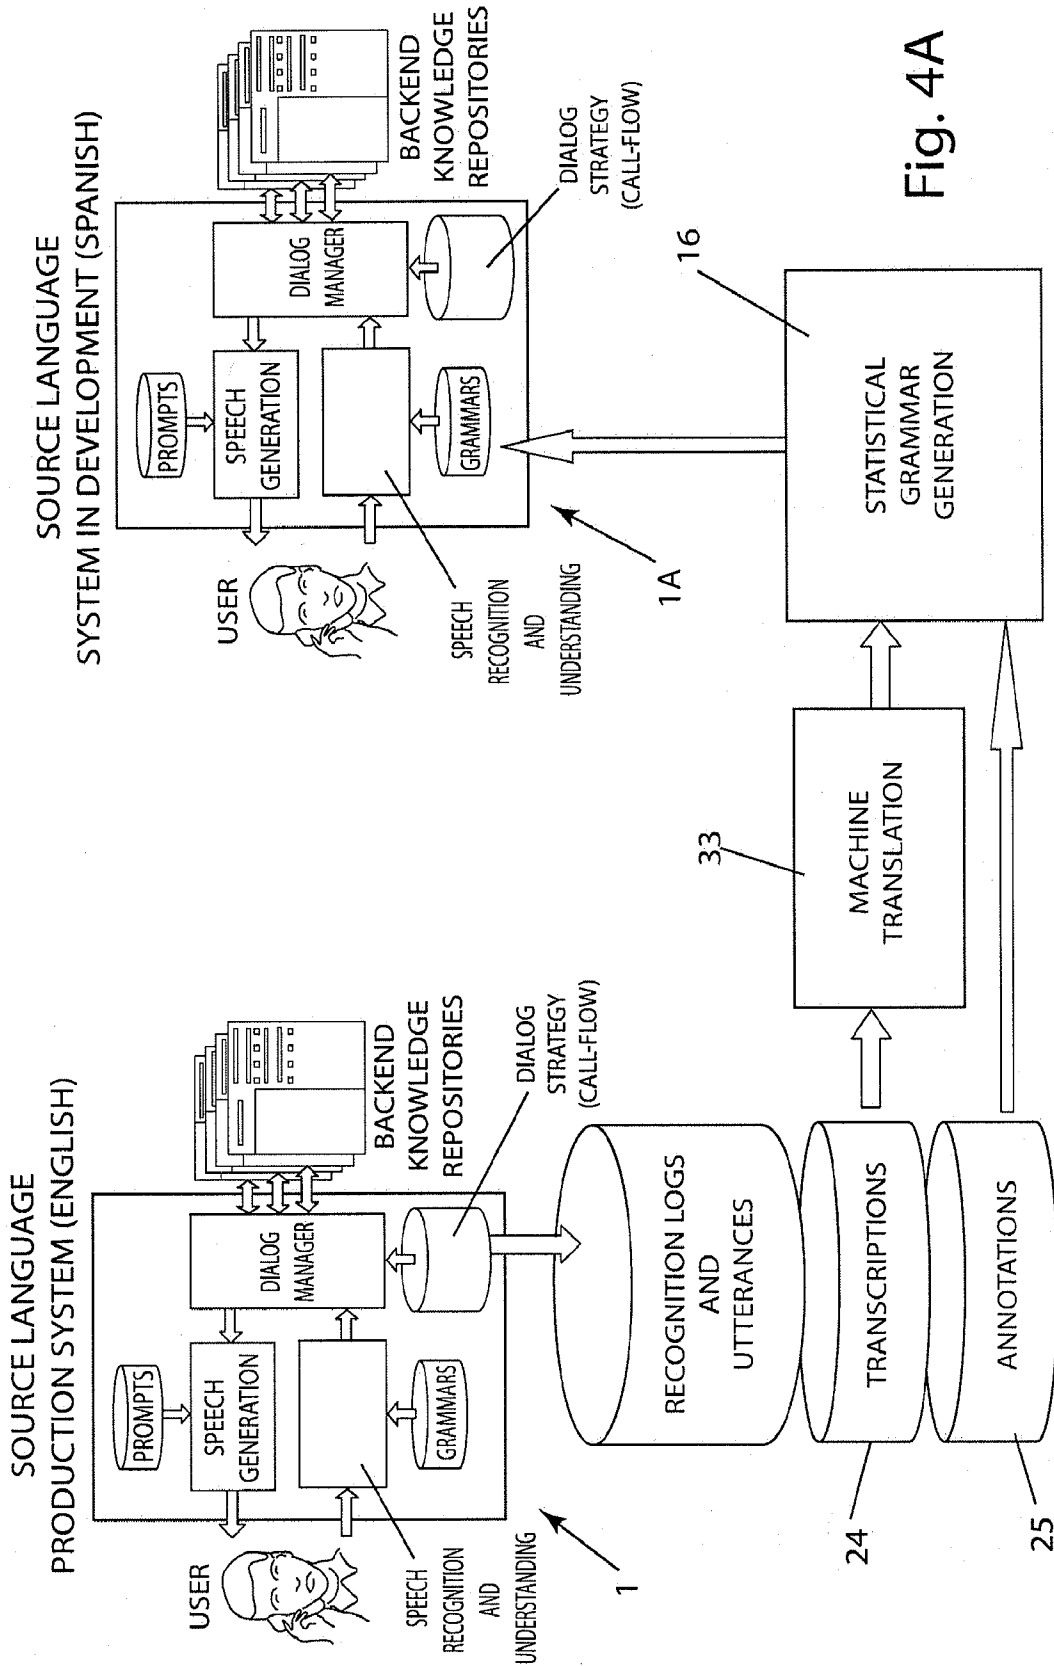 SOURCE LANGUAGE
PRODUCTION SYSTEM (ENGLISH)
USER
PROMPTS
SPEECH
GENERATION
DIALOG
MANAGER
GRAMMARS
BACKEND
KNOWLEDGE
REPOSITORIES
DIALOG
STRATEGY
(CALL-FLOW)
SPEECH
RECOGNITION
AND
UNDERSTANDING
1
RECOGNITION LOGS
AND
UTTERANCES
TRANSCRIPTIONS
24
ANNOTATIONS
25
SOURCE LANGUAGE
SYSTEM IN DEVELOPMENT (SPANISH)
USER
PROMPTS
SPEECH
GENERATION
DIALOG
MANAGER
GRAMMARS
BACKEND
KNOWLEDGE
REPOSITORIES
DIALOG
STRATEGY
(CALL-FLOW)
SPEECH
RECOGNITION
AND
UNDERSTANDING
1A
33
MACHINE
TRANSLATION
16
STATISTICAL
GRAMMAR
GENERATION
Fig. 4A